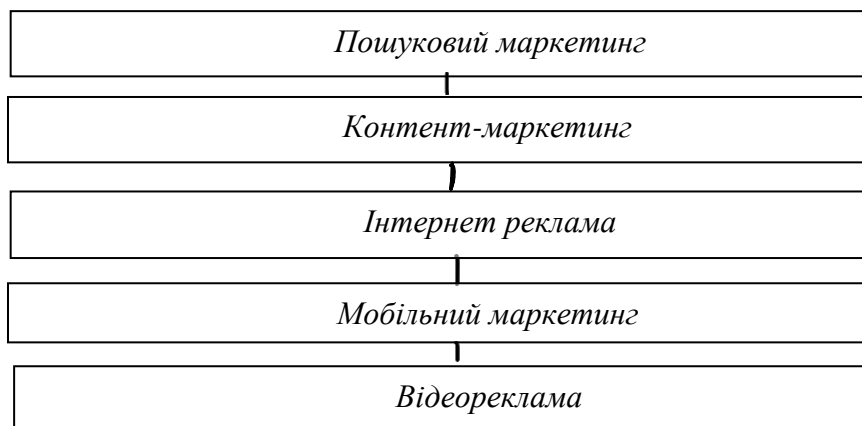 Пошуковий маркетинг
Контент-маркетинг
Інтернет реклама
Мобільний маркетинг
Відеореклама